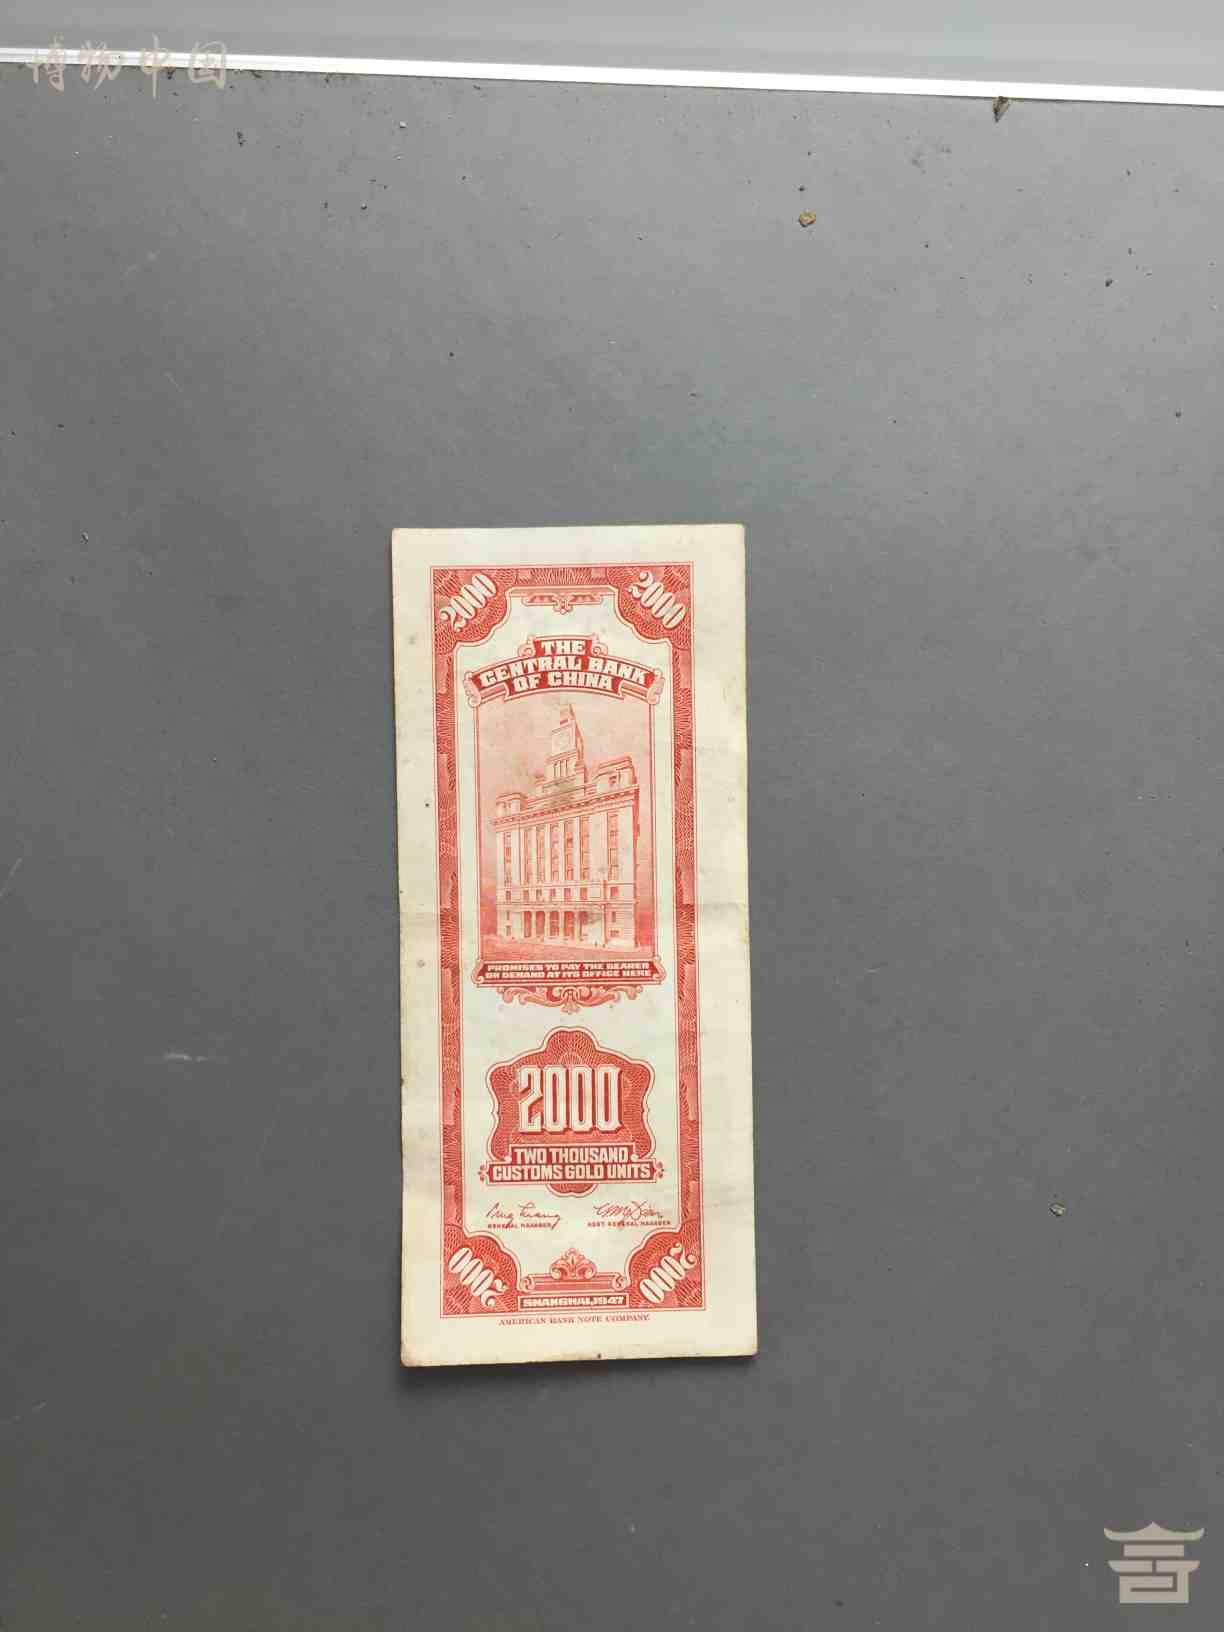 博物中国
2000 2000
THE
CENTRAL BANK
OF CHINA
PROMISES TO PAY THE BEARER
ON DEMAND AT ITS OFFICE HERE
2000
TWO THOUSAND
CUSTOMS GOLD UNITS
GENERAL MANAGER ASST. GENERAL MANAGER
2000 2000
SHANGHAI, 1947
AMERICAN BANK NOTE COMPANY.